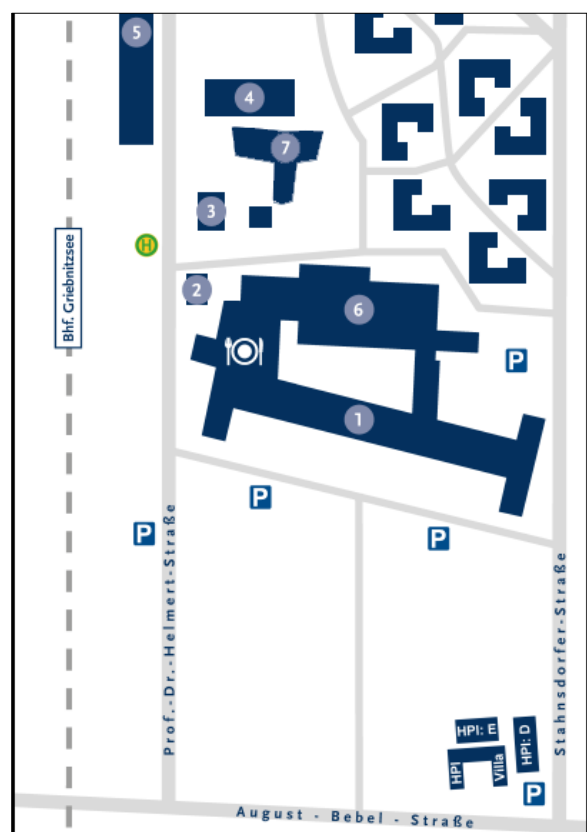 5
4
7
3
H
Bhf. Griebnitzsee
2
6
1
P
P
P
P
Prof.-Dr.-Helmert-Straße
Stahnsdorfer-Straße
HPI: E
HPI: D
HPI
Villa
P
August - Bebel - Straße